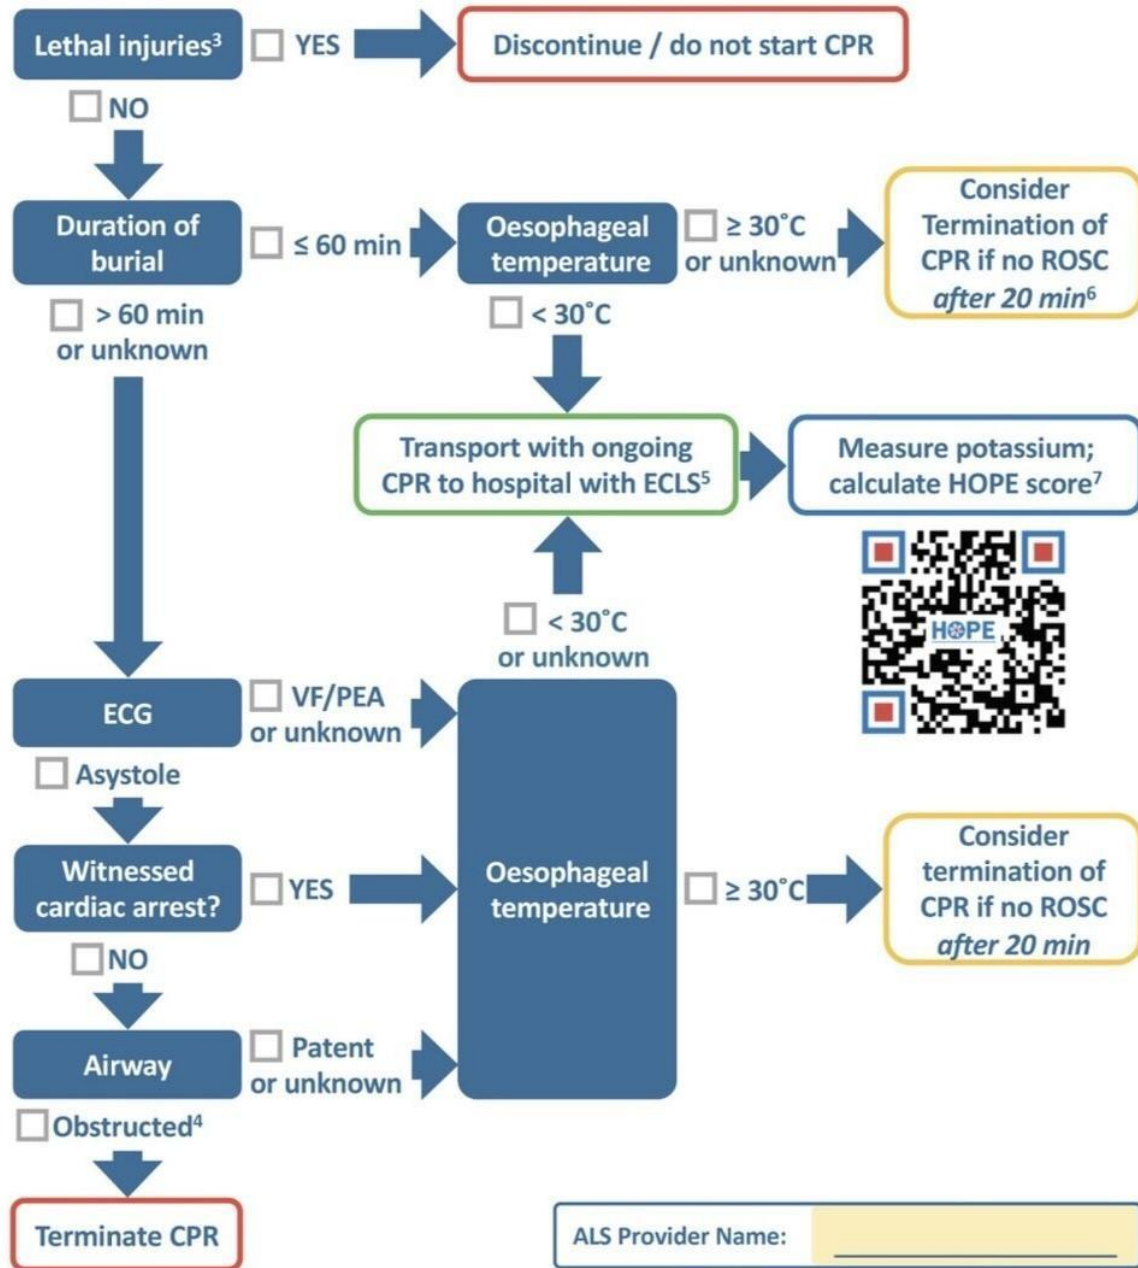 Lethal injuries³
YES
Discontinue / do not start CPR
NO
Duration of
burial
≤ 60 min
Oesophageal
temperature
≥ 30˚C
or unknown
Consider
Termination of
CPR if no ROSC
after 20 min⁶
> 60 min
or unknown
< 30˚C
Transport with ongoing
CPR to hospital with ECLS⁵
Measure potassium;
calculate HOPE score⁷
HOPE
< 30˚C
or unknown
ECG
VF/PEA
or unknown
Asystole
Witnessed
cardiac arrest?
YES
Oesophageal
temperature
≥ 30˚C
Consider
termination of
CPR if no ROSC
after 20 min
NO
Airway
Patent
or unknown
Obstructed⁴
Terminate CPR
ALS Provider Name: